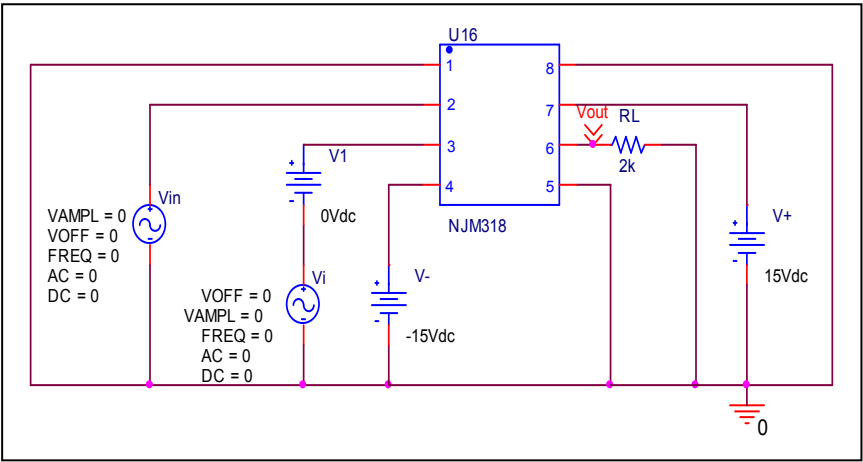 U16
1
8
2
7
Vout
RL
3
6
V1
2k
4
5
0Vdc
NJM318
Vin
VAMPL = 0
VOFF = 0
FREQ = 0
AC = 0
DC = 0
Vi
VOFF = 0
VAMPL = 0
FREQ = 0
AC = 0
DC = 0
V-
-15Vdc
V+
15Vdc
0